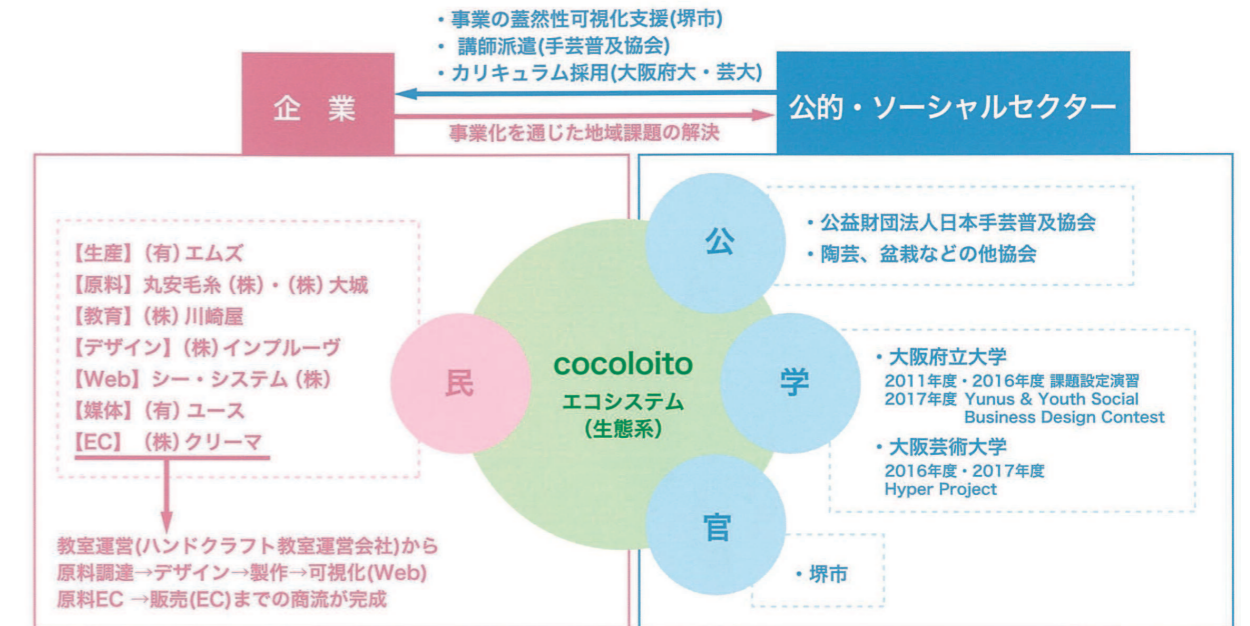 ・事業の蓋然性可視化支援(堺市)
・ 講師派遣(手芸普及協会)
・カリキュラム採用(大阪府大・芸大)
企 業
公的・ソーシャルセクター
事業化を通じた地域課題の解決
【生産】(有)エムズ
【原料】丸安毛糸(株)・(株)大城
【教育】(株)川崎屋
【デザイン】(株)インプルーヴ
【Web】シー・システム(株)
【媒体】(有)ユース
【EC】 (株)クリーマ
教室運営(ハンドクラフト教室運営会社)から
原料調達→デザイン→製作→可視化(Web)
原料EC →販売(EC)までの商流が完成
民
cocoloito
エコシステム
(生態系)
公
・公益財団法人日本手芸普及協会
・陶芸、盆栽などの他協会
学
・大阪府立大学
2011年度・2016年度 課題設定演習
2017年度 Yunus & Youth Social
Business Design Contest
・大阪芸術大学
2016年度・2017年度
Hyper Project
官
・堺市